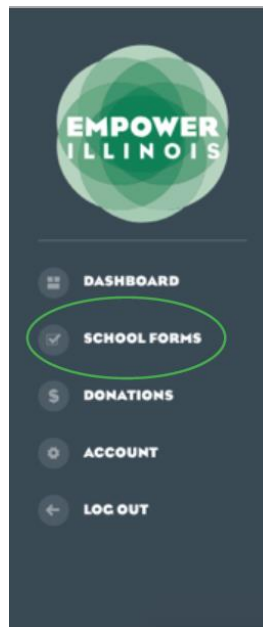 EMPOWER
ILLINOIS
DASHBOARD
SCHOOL FORMS
$ DONATIONS
ACCOUNT
LOG OUT